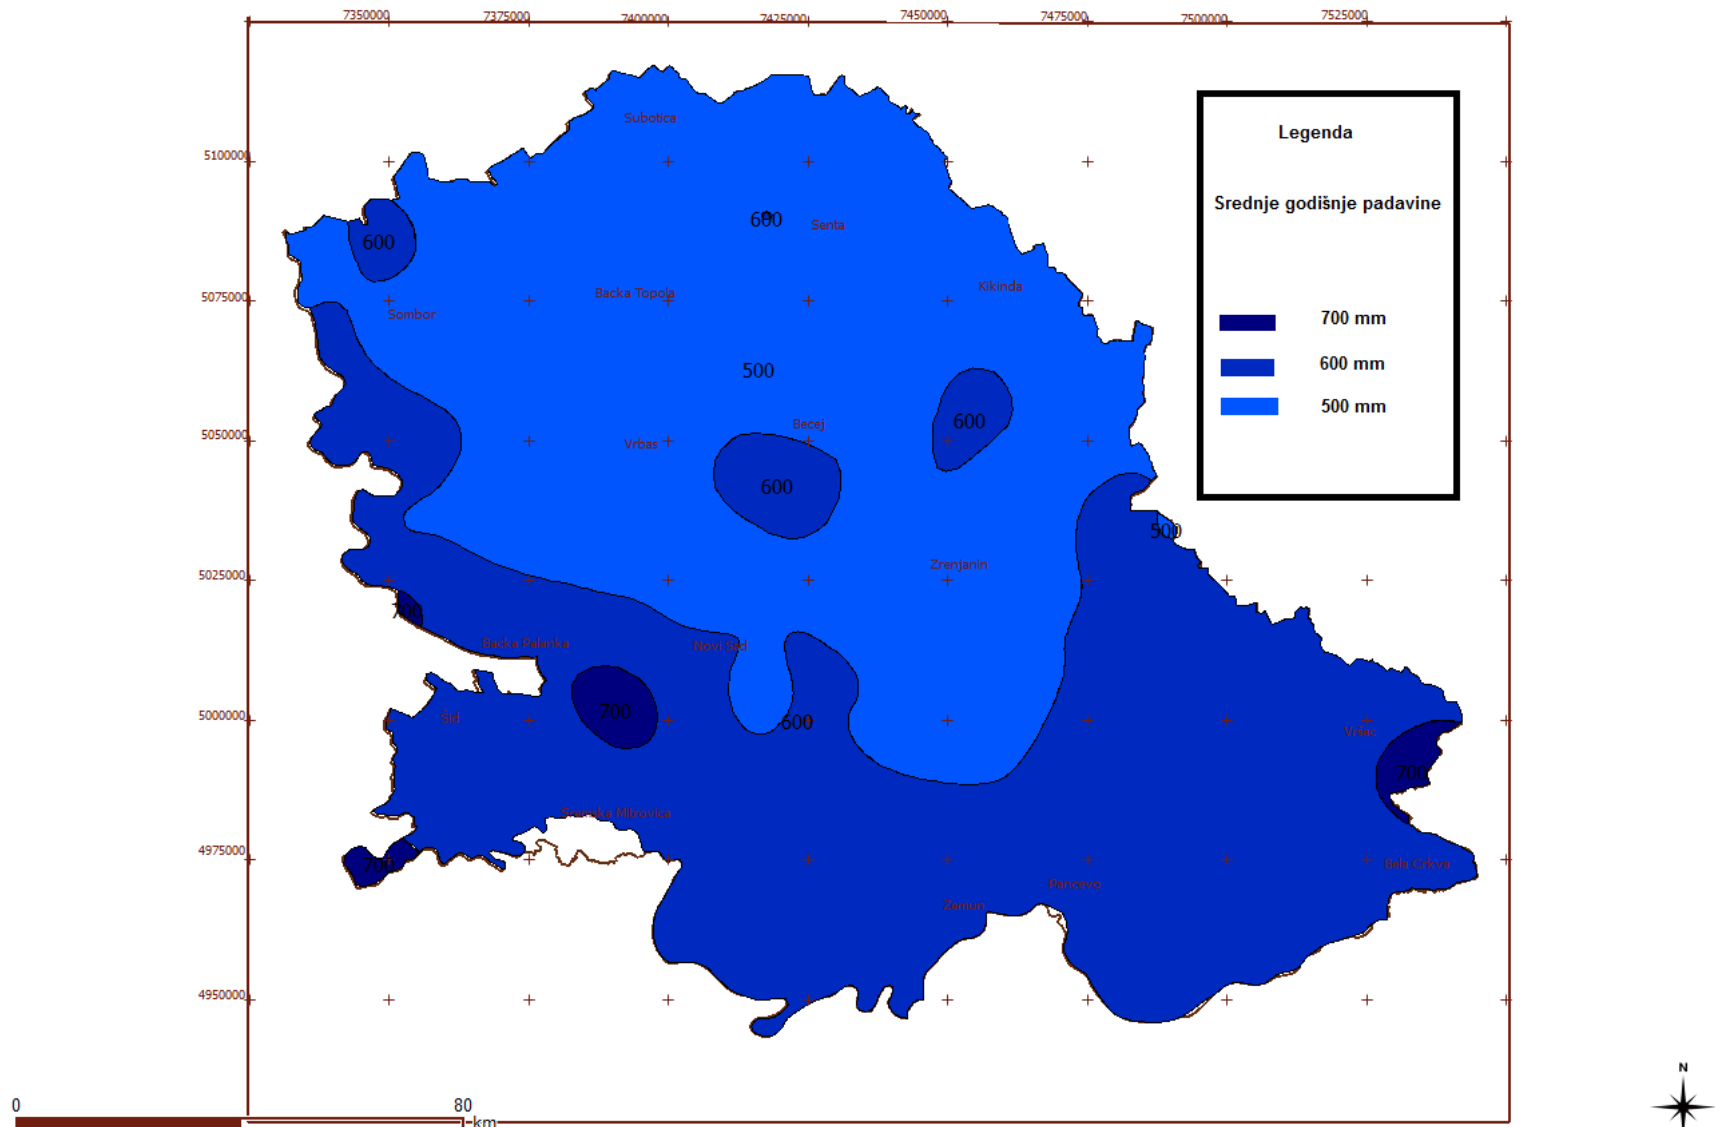 7350000 7375000 7400000 7425000 7450000 7475000 7500000 7525000
Legenda
Subotica
5100000
Srednje godišnje padavine
600
Senta
600
Kikinda
Backa Topola
5075000
Sombor
700 mm
600 mm
500
500 mm
600
Becej
5050000
Vrbas
600
500
Zrenjanin
5025000
700
Backa Palanka
Novi Sad
700
Sid
5000000
600
Vrsac
700
Sremska Mitrovica
4975000
700
Bela Crkva
Pancevo
Zemun
4950000
N
0 80
km